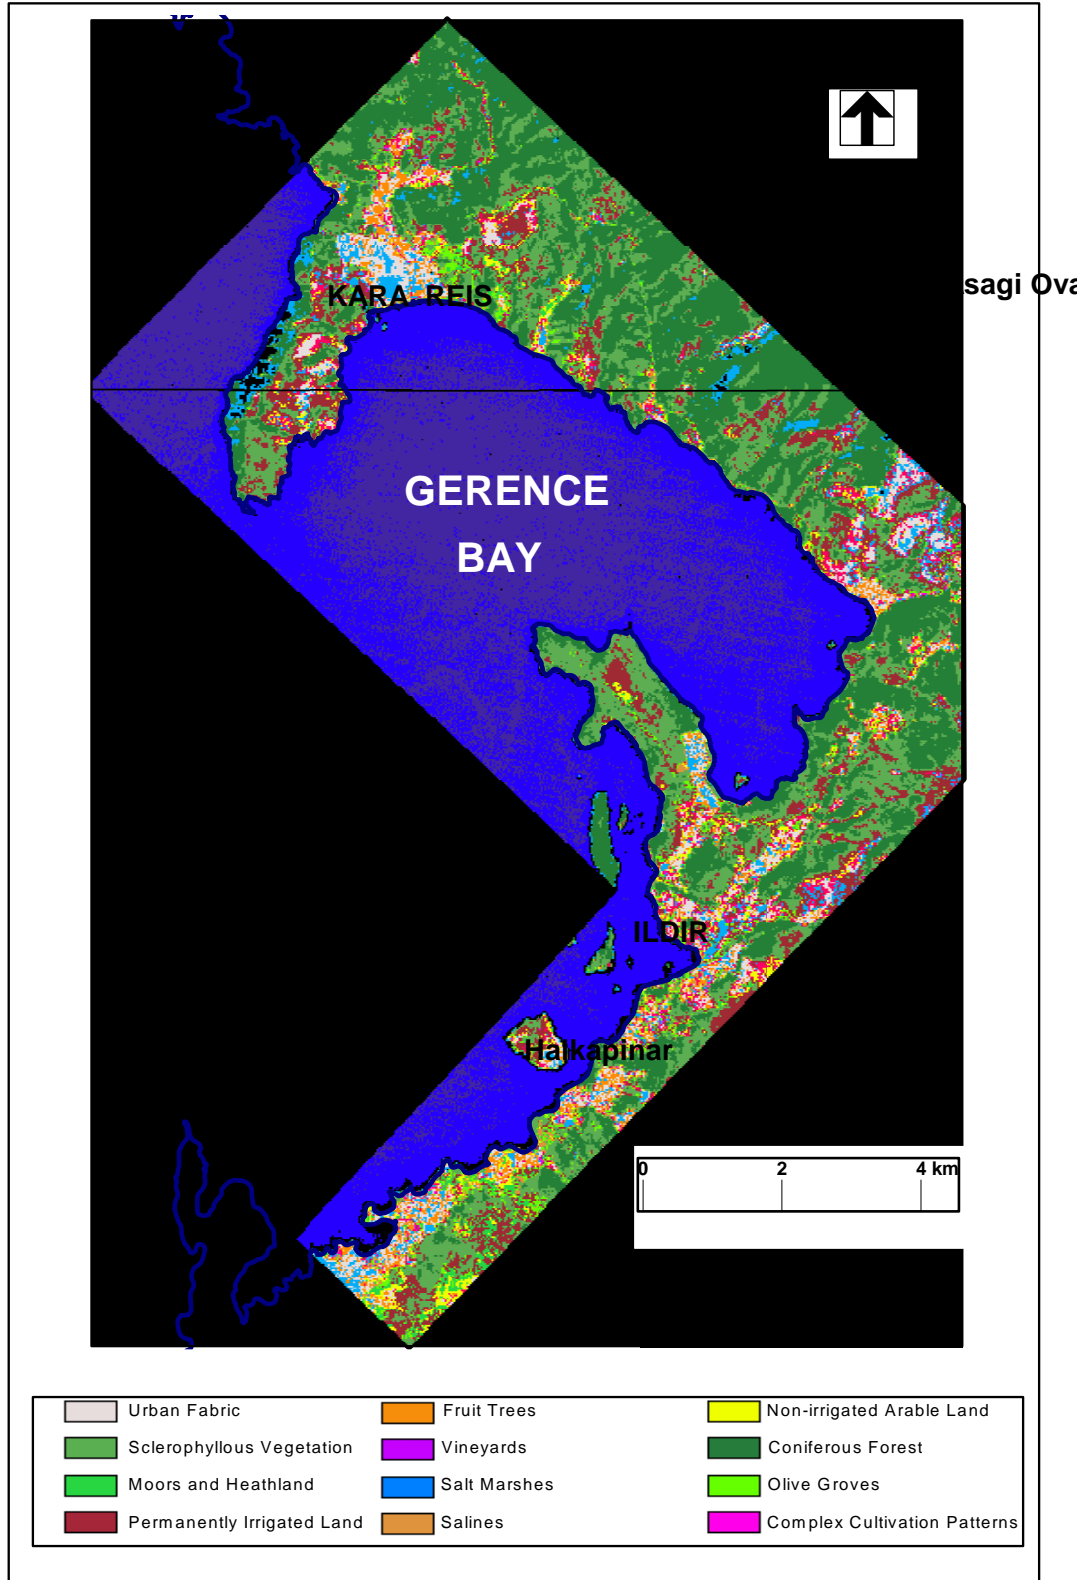 KARA REIS
sagi Ova
GERENCE
BAY
ILDIR
Halkapinar
0 2 4 km
Urban Fabric
Fruit Trees
Non-irrigated Arable Land
Sclerophyllous Vegetation
Vineyards
Coniferous Forest
Moors and Heathland
Salt Marshes
Olive Groves
Permanently Irrigated Land
Salines
Complex Cultivation Patterns